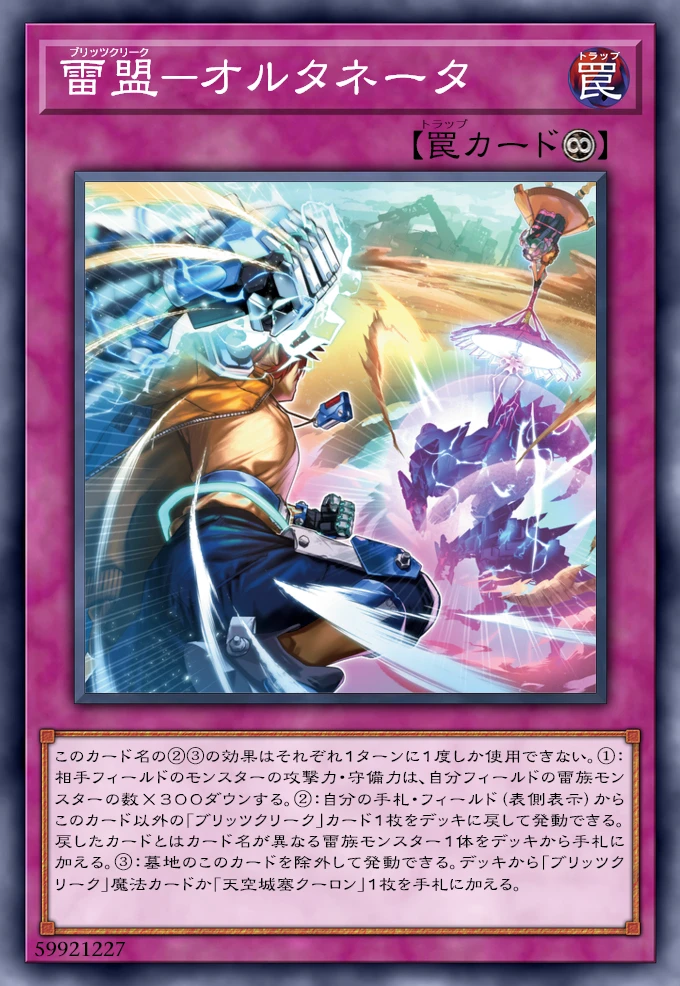 ブリッツクリーク
雷盟－オルタネータ
トラップ
罠
トラップ
【罠カード】
このカード名の②③の効果はそれぞれ１ターンに１度しか使用できない。①：
相手フィールドのモンスターの攻撃力・守備力は、自分フィールドの雷族モン
スターの数×３００ダウンする。②：自分の手札・フィールド(表側表示)から
このカード以外の「ブリッツクリーク」カード１枚をデッキに戻して発動できる。
戻したカードとはカード名が異なる雷族モンスター１体をデッキから手札に
加える。③：墓地のこのカードを除外して発動できる。デッキから「ブリッツク
リーク」魔法カードか「天空城塞クーロン」１枚を手札に加える。
59921227